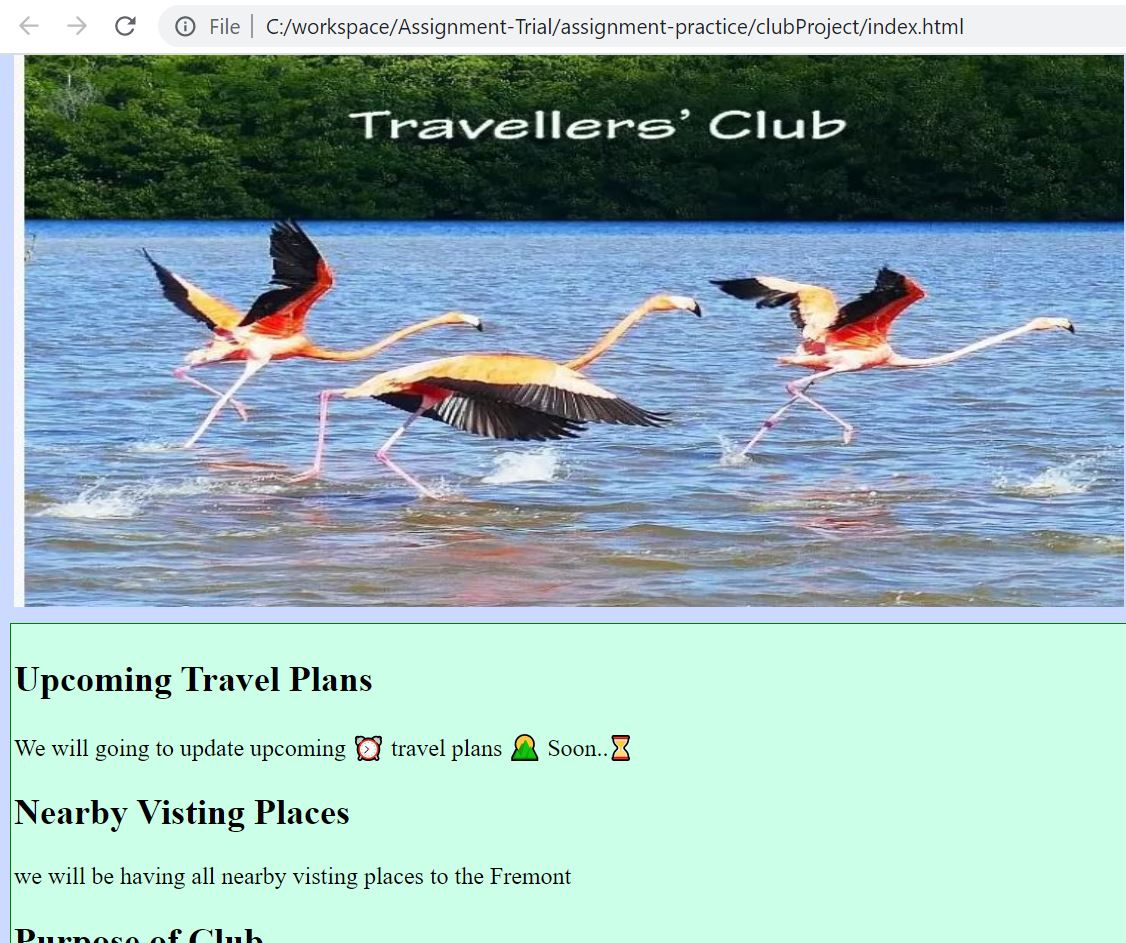 File C:/workspace/Assignment-Trial/assignment-practice/clubProject/index.html
Travellers' Club
Upcoming Travel Plans
We will going to update upcoming ⏰ travel plans 🌄 Soon..⏳
Nearby Visting Places
we will be having all nearby visting places to the Fremont
Purpose of Club